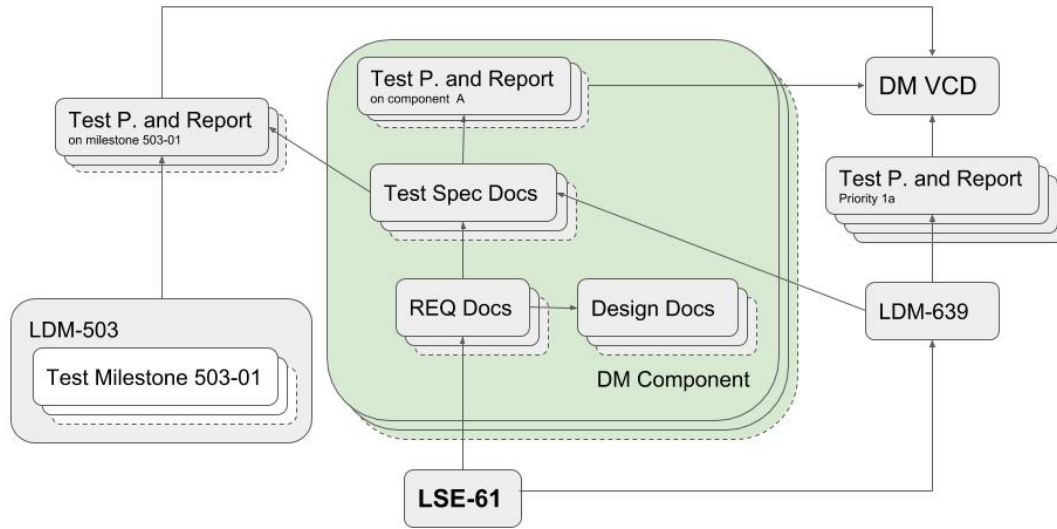 Test P. and Report
on component A
DM VCD
Test P. and Report
on milestone 503-01
Test Spec Docs
Test P. and Report
Priority 1a
REQ Docs
Design Docs
LDM-639
LDM-503
Test Milestone 503-01
DM Component
LSE-61